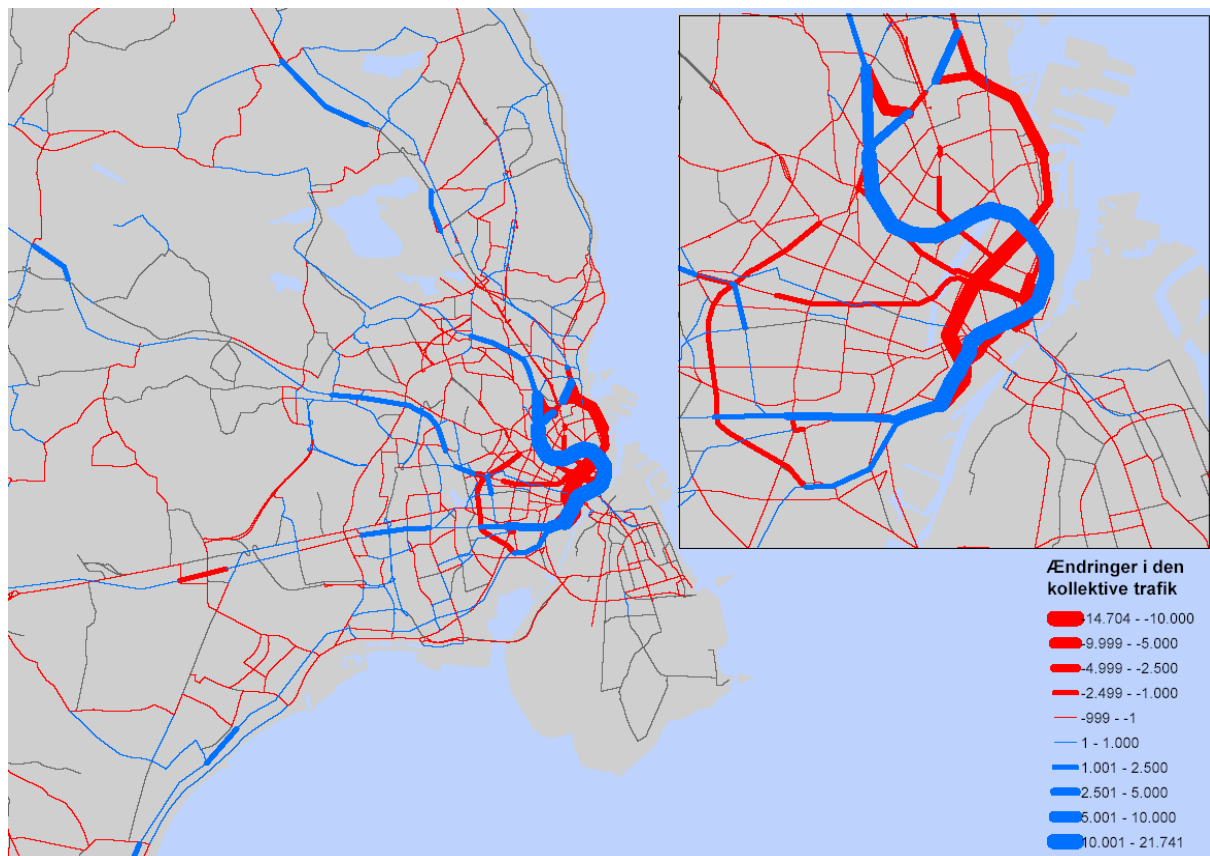 Ændringer i den
kollektive trafik
-14.704 - -10.000
-9.999 - -5.000
-4.999 - -2.500
-2.499 - -1.000
-999 - -1
1 - 1.000
1.001 - 2.500
2.501 - 5.000
5.001 - 10.000
10.001 - 21.741